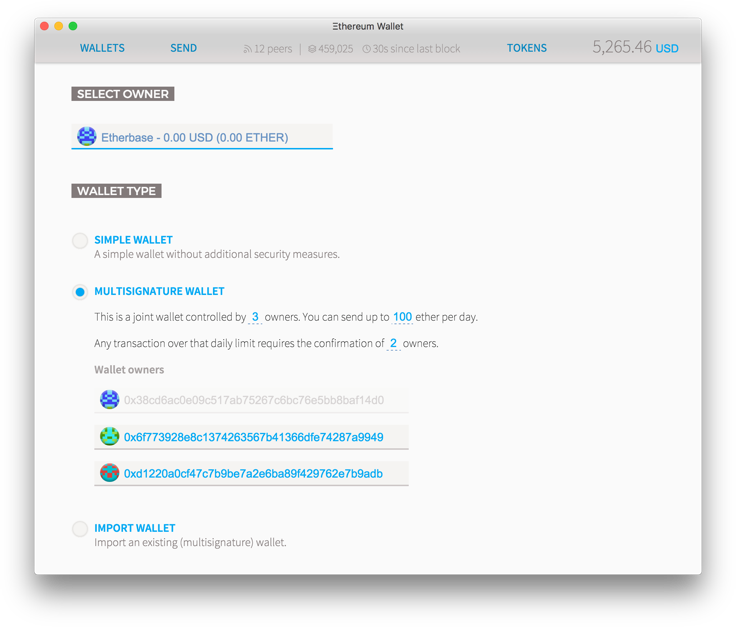 Ξthereum Wallet
WALLETS SEND 12 peers | 459,025 30s since last block TOKENS 5,265.46 USD
SELECT OWNER
Etherbase - 0.00 USD (0.00 ETHER)
WALLET TYPE
SIMPLE WALLET
A simple wallet without additional security measures.
MULTISIGNATURE WALLET
This is a joint wallet controlled by 3 owners. You can send up to 100 ether per day.
Any transaction over that daily limit requires the confirmation of 2 owners.
Wallet owners
0x38cd6ac0e09c517ab75267c6bc76e5bb8baf14d0
0x6f773928e8c1374263567b41366dfe74287a9949
0xd1220a0cf47c7b9be7a2e6ba89f429762e7b9adb
IMPORT WALLET
Import an existing (multisignature) wallet.